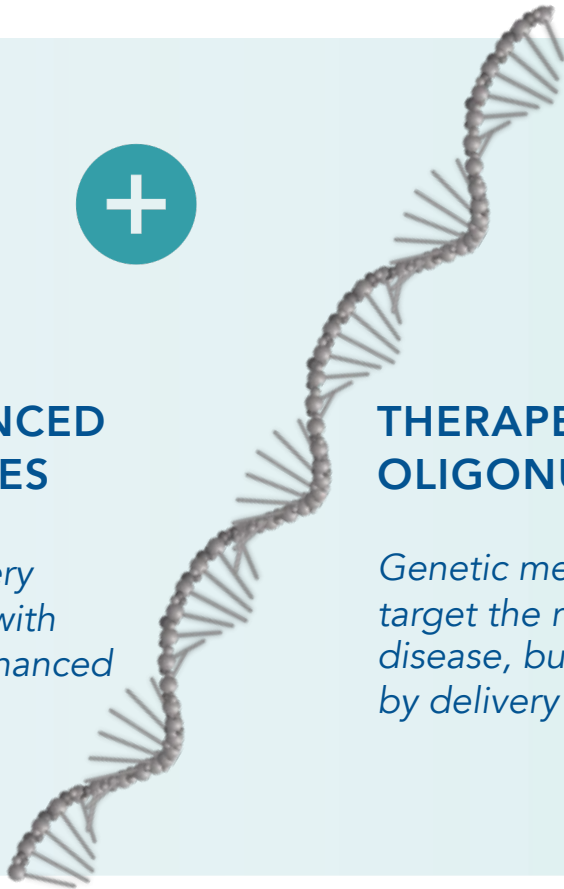 NCED
ES
ery
with
hanced
THERAPE
OLIGONU
Genetic me
target the r
disease, bu
by delivery